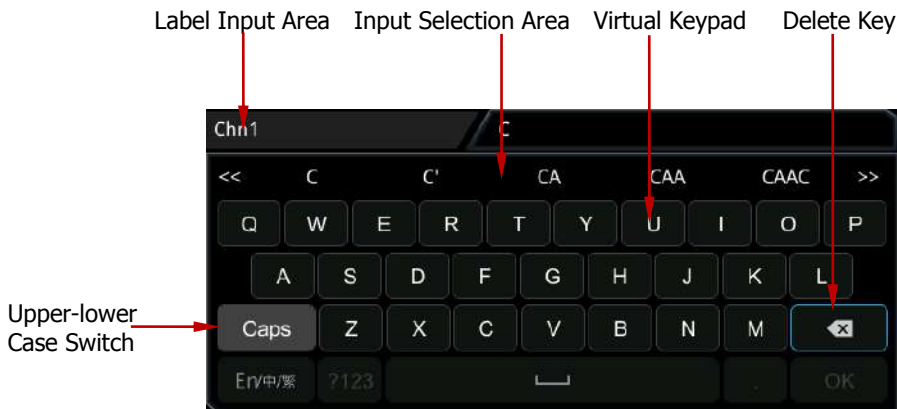 Label Input Area Input Selection Area Virtual Keypad Delete Key
Chn1 C
<< C C' CA CAA CAAC >>
Q W E R T Y U I O P
A S D F G H J K L
Upper-lower
Case Switch
Caps Z X C V B N M
En/中/繁 ?123 . OK